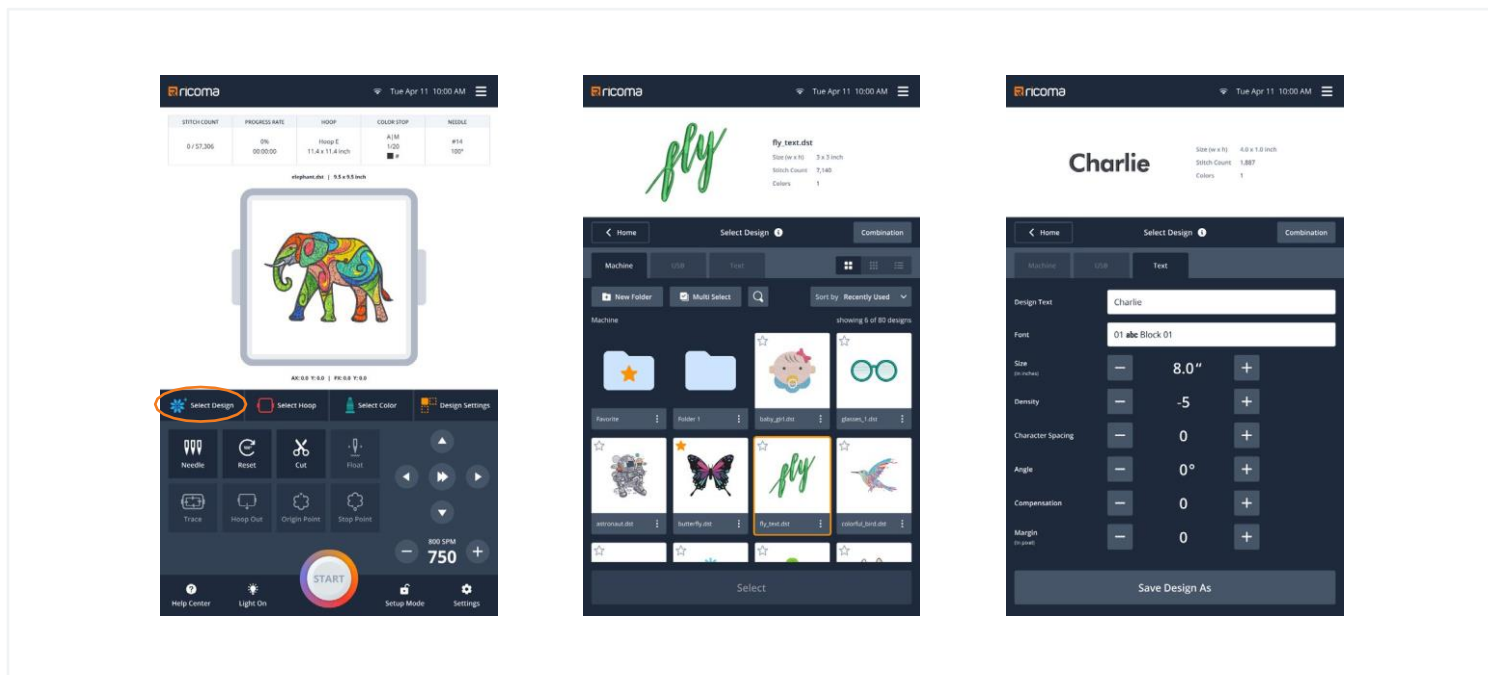 ricoma
Tue Apr 11 10:00 AM
STITCH COUNT PROGRESS RATE HOOP COLOR STOP NEEDLE
0 / 57,306
0%
00:00:00
Hoop E
11.4 x 11.4 inch
A|M
1/20
#
#14
100°
elephant.dst | 9.5 x 9.5 inch
AX: 0.0 Y: 0.0 | FR: 0.0 Y: 0.0
Select Design Select Hoop Select Color Design Settings
Needle Reset Cut Float
Trace Hoop Out Origin Point Stop Point
800 SPM
750
START
Help Center Light On Setup Mode Settings
ricoma
Tue Apr 11 10:00 AM
fly
fly_text.dst
Size (w x h) 3 x 3 inch
Stitch Count 7,140
Colors 1
Home Select Design Combination
Machine USB Text
New Folder Multi Select Sort by Recently Used
Machine showing 6 of 80 designs
Favorite Folder 1 baby_girl.dst glasses_1.dst
fly
astronaut.dst butterfly.dst fly_text.dst colorful_bird.dst
Select
ricoma
Tue Apr 11 10:00 AM
Charlie
Size (w x h) 4.0 x 1.0 inch
Stitch Count 1,887
Colors 1
Home Select Design Combination
Machine USB Text
Design Text Charlie
Font 01 abc Block 01
Size
(in inches)
8.0"
Density -5
Character Spacing 0
Angle 0°
Compensation 0
Margin
(in pixel)
0
Save Design As